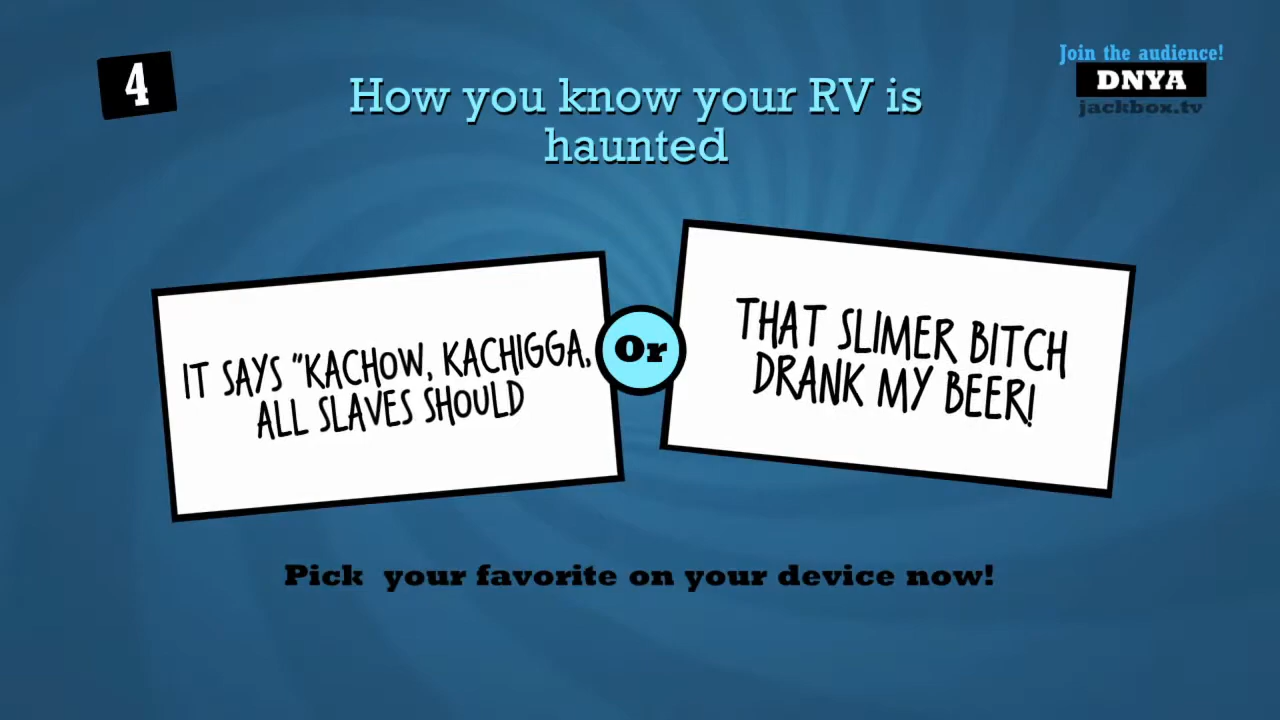 4
How you know your RV is
haunted
Join the audience!
DNYA
jackbox.tv
IT SAYS "KACHOW, KACHIGGA,
ALL SLAVES SHOULD
Or
THAT SLIMER BITCH
DRANK MY BEER!
Pick your favorite on your device now!